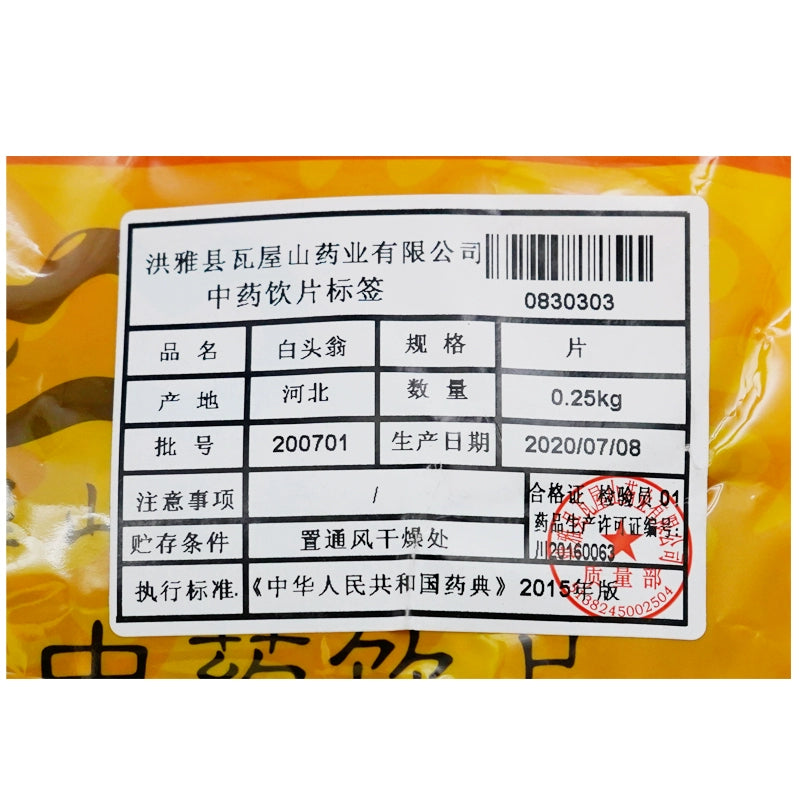 洪雅县瓦屋山药业有限公司
中药饮片标签
0830303
品名 白头翁 规格 片
产地 河北 数量 0.25kg
批号 200701 生产日期 2020/07/08
注意事项 /
合格证 检验员 01
药品生产许可证编号:
川20160063
贮存条件 置通风干燥处
执行标准. 《中华人民共和国药典》2015年版
质量部
中药饮片